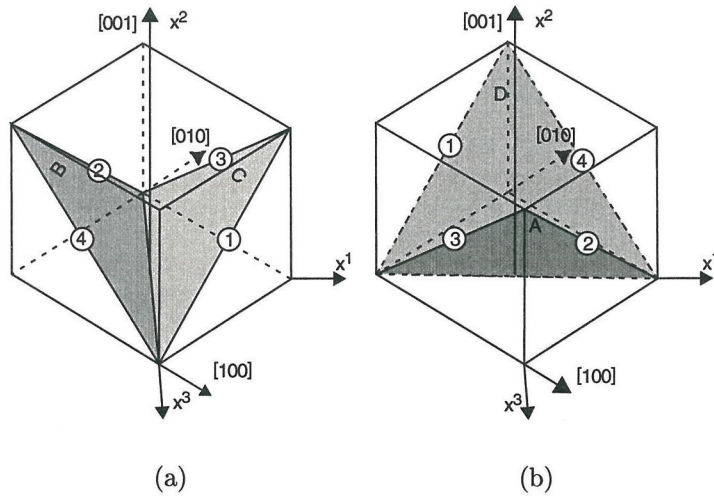 [001] x²
[010]
B
②
③
C
④
①
x¹
[100]
x³
(a)
[001] x²
D
[010]
①
④
③
A
②
x
[100]
x³
(b)